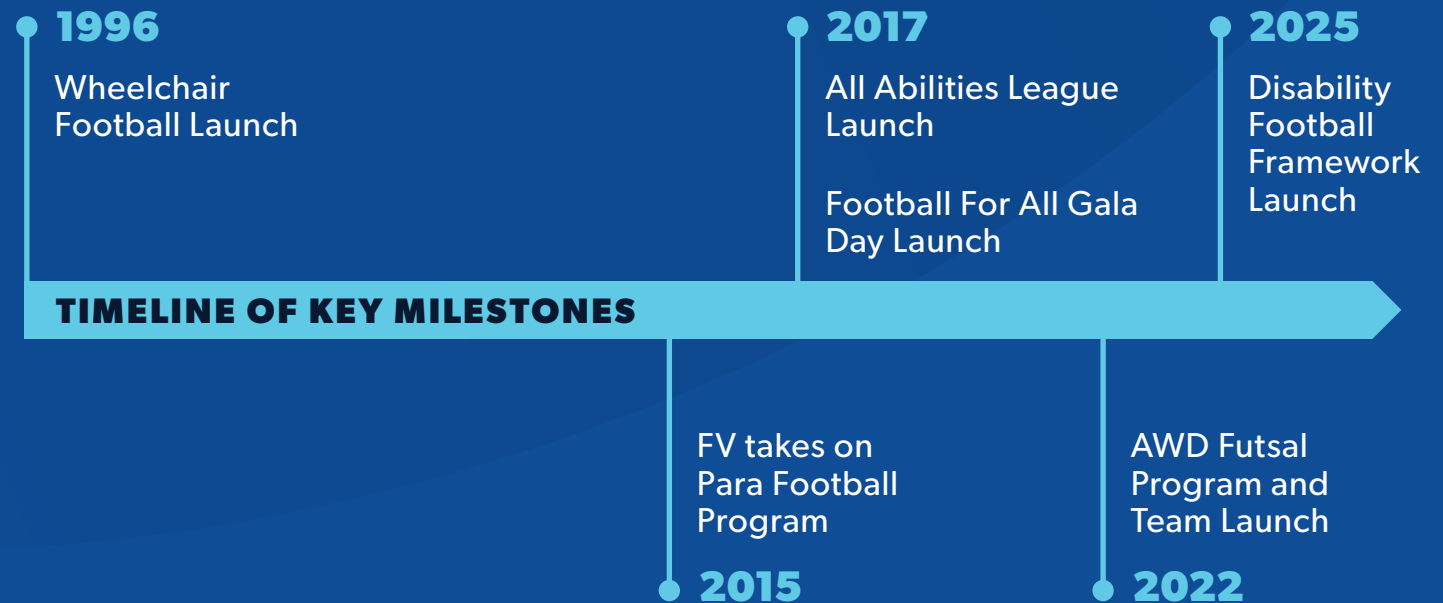 1996
Wheelchair
Football Launch
2017
All Abilities League
Launch
Football For All Gala
Day Launch
2025
Disability
Football
Framework
Launch
TIMELINE OF KEY MILESTONES
FV takes on
Para Football
Program
2015
AWD Futsal
Program and
Team Launch
2022